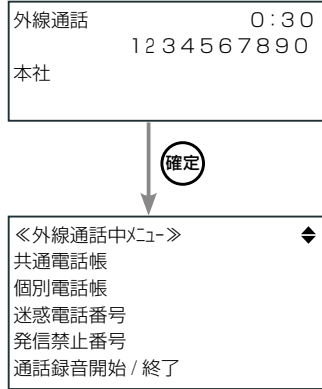 外線通話 0:30
1234567890
本社
確定
≪外線通話中ﾒﾆｭｰ≫
共通電話帳
個別電話帳
迷惑電話番号
発信禁止番号
通話録音開始 / 終了